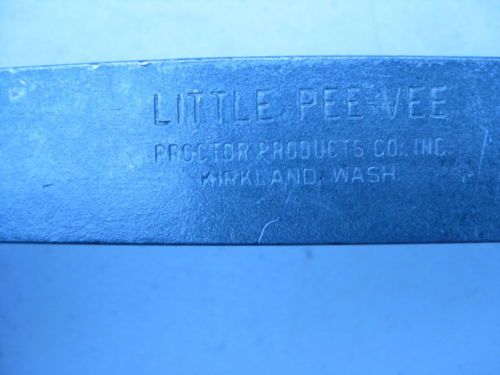 LITTLE PEE-VEE
PROCTOR PRODUCTS CO., INC.
KIRKLAND, WASH.